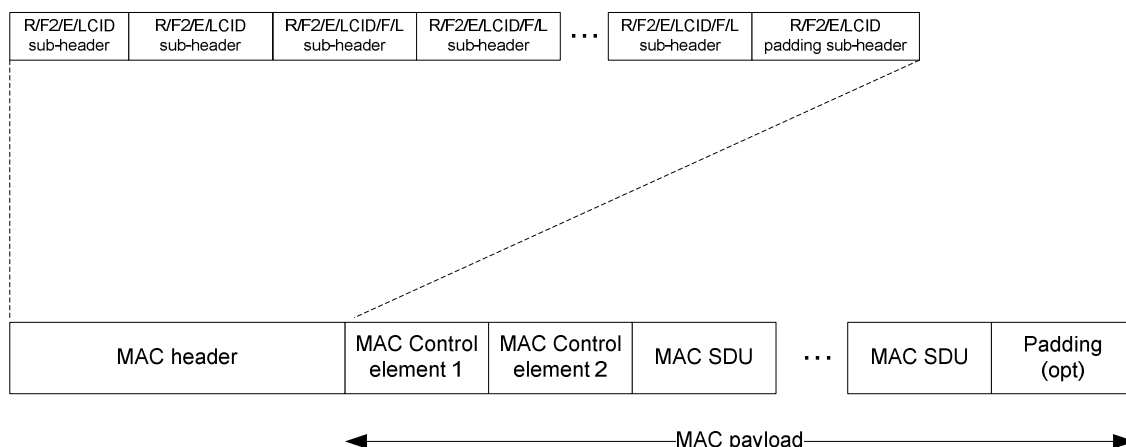 R/F2/E/LCID R/F2/E/LCID R/F2/E/LCID/F/L R/F2/E/LCID/F/L R/F2/E/LCID/F/L R/F2/E/LCID
sub-header sub-header sub-header sub-header ... sub-header padding sub-header
MAC header MAC Control element 1 MAC Control element 2 MAC SDU ... MAC SDU Padding (opt)
MAC payload